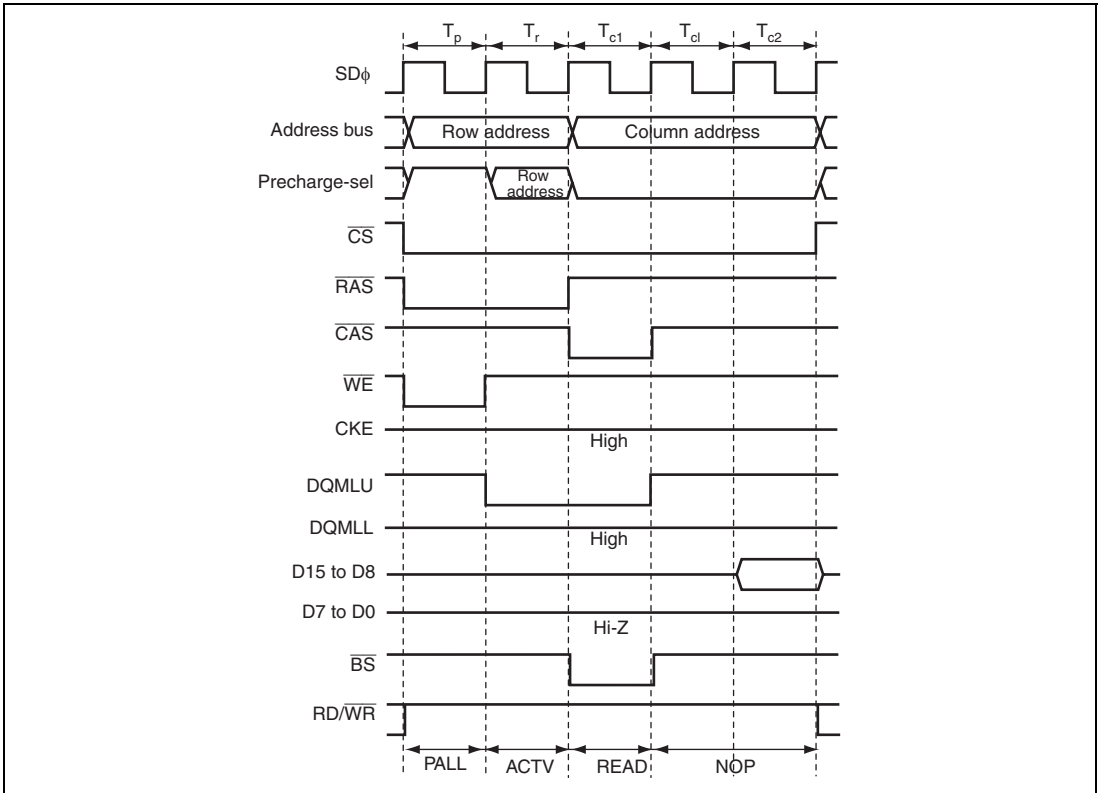 Tp Tr Tc1 Tcl Tc2
SDϕ
Address bus Row address Column address
Precharge-sel Row address
CS
RAS
CAS
WE
CKE High
DQMLU
DQMLL High
D15 to D8
D7 to D0 Hi-Z
BS
RD/WR
PALL ACTV READ NOP